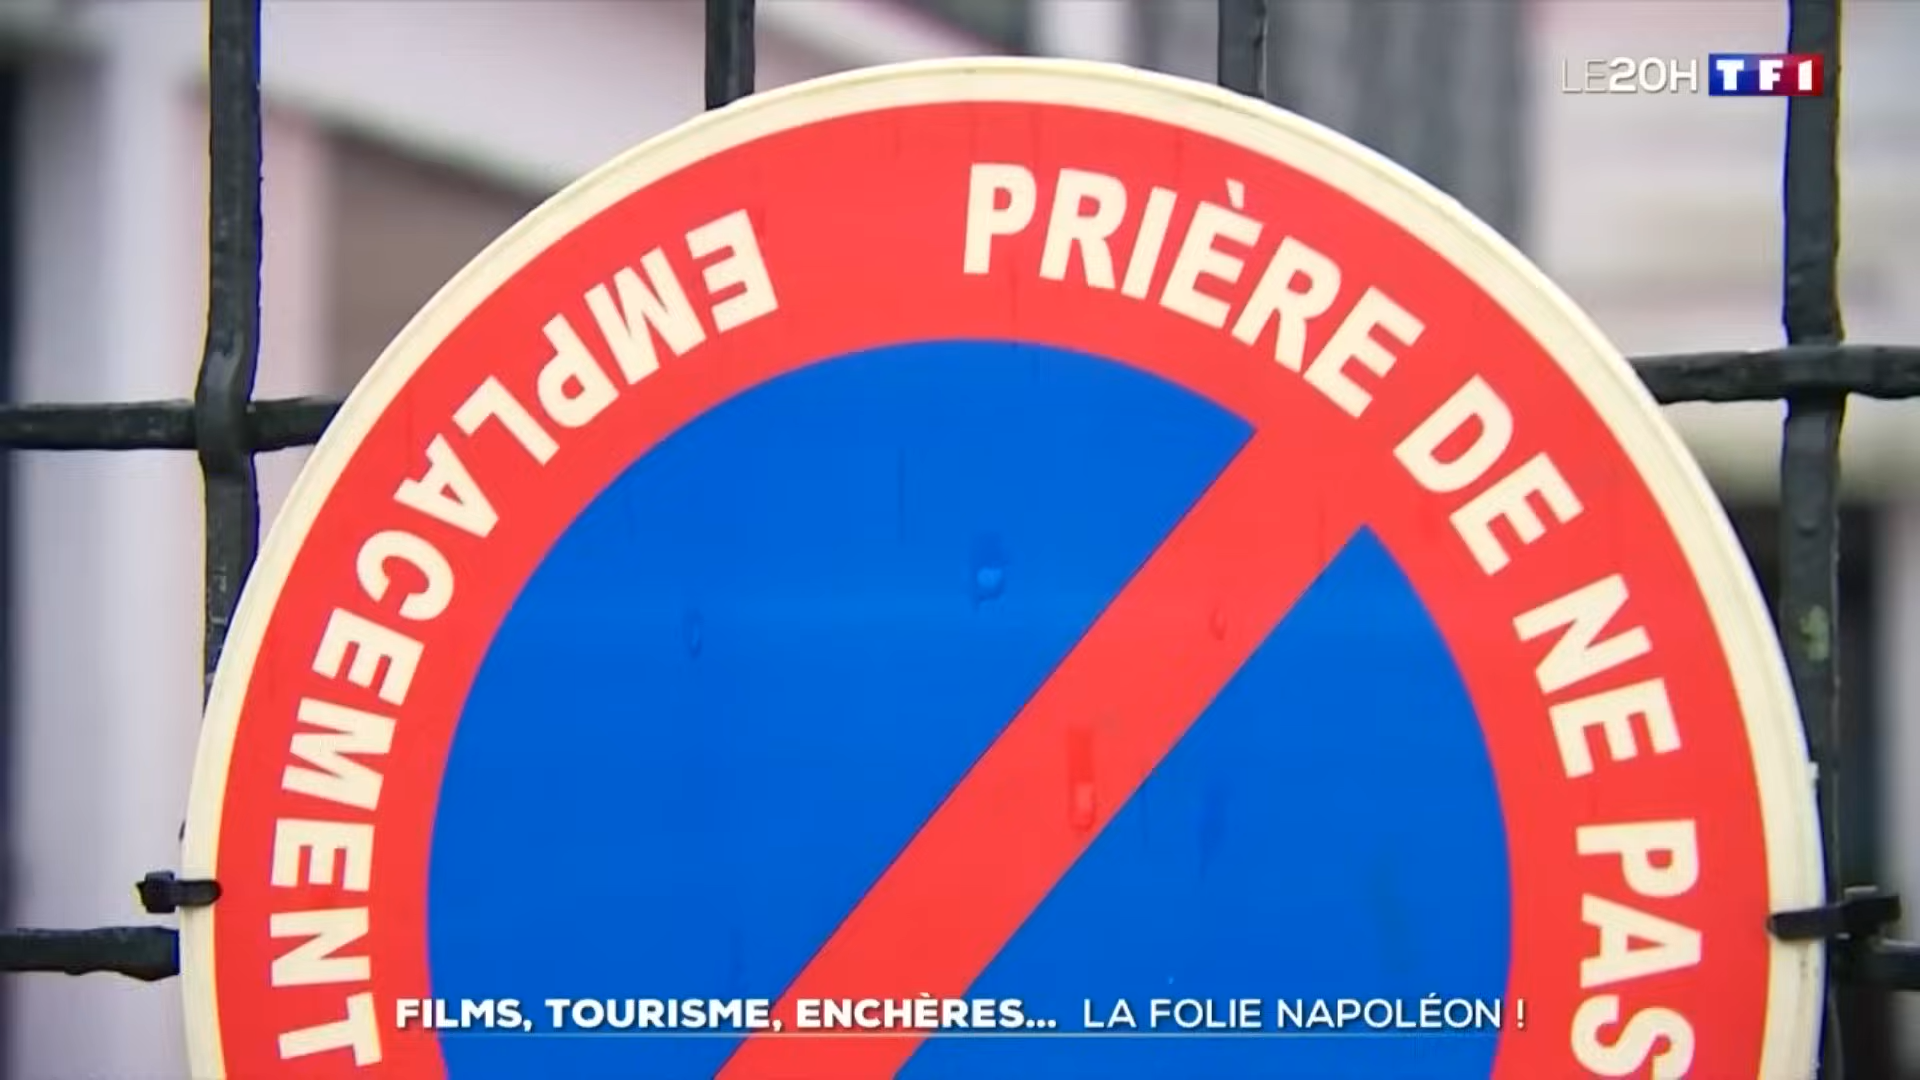 LE20H TF1
PRIÈRE DE NE PAS
EMPLACEMENT
FILMS, TOURISME, ENCHÈRES... LA FOLIE NAPOLÉON !